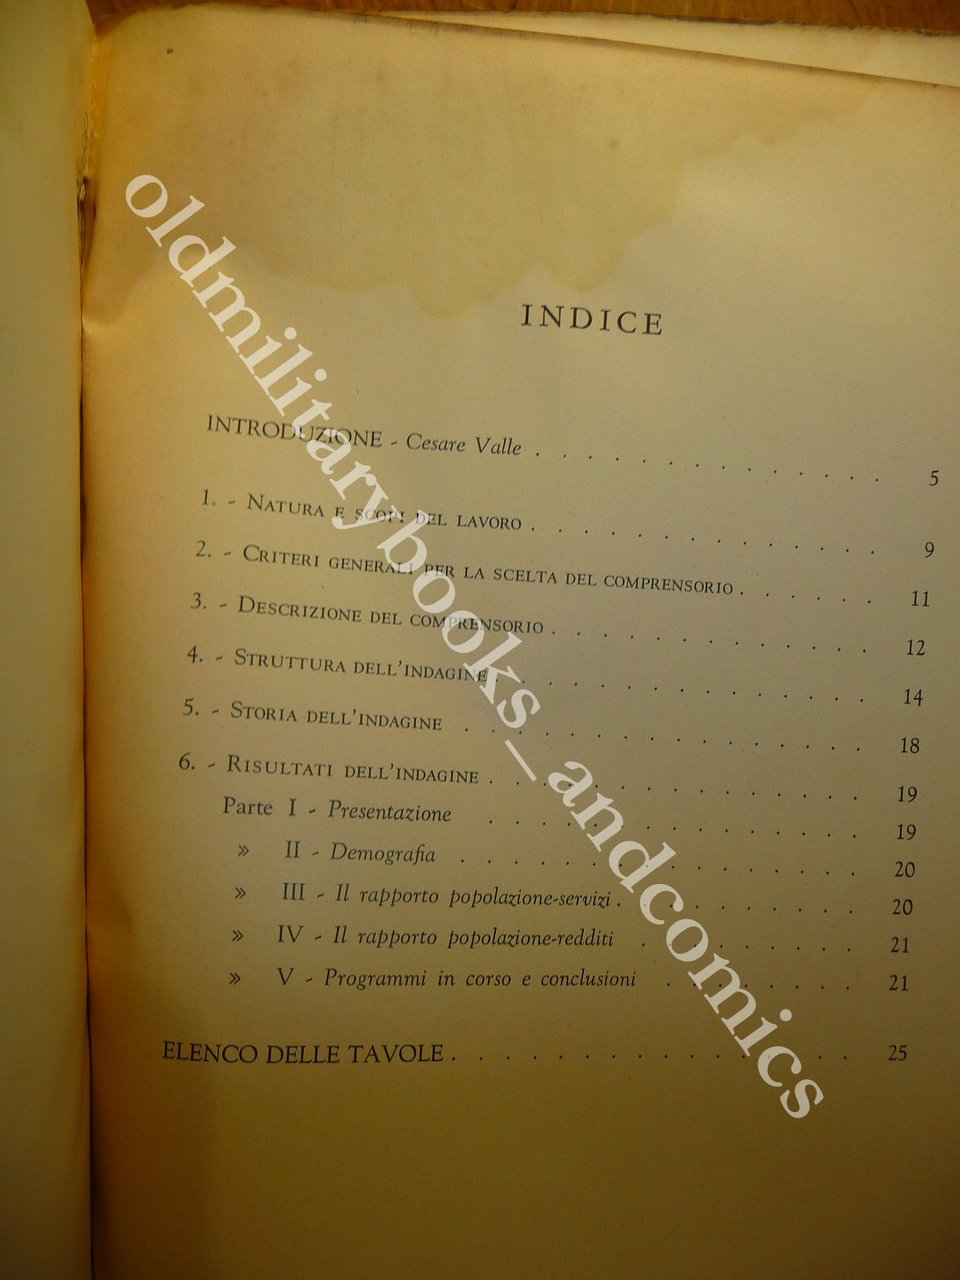 INDICE
INTRODUZIONE - Cesare Valle . . . . . . . . . . . . . . 5
1. - NATURA E SCOPI DEL LAVORO . . . . . . . . . . . . . . 9
2. - CRITERI GENERALI PER LA SCELTA DEL COMPRENSORIO . . . . . . 11
3. - DESCRIZIONE DEL COMPRENSORIO . . . . . . . . . . . . . 12
4. - STRUTTURA DELL'INDAGINE . . . . . . . . . . . . . . . 14
5. - STORIA DELL'INDAGINE . . . . . . . . . . . . . . . . 18
6. - RISULTATI DELL'INDAGINE . . . . . . . . . . . . . . . 19
Parte I - Presentazione . . . . . . . . . . . . . . . 19
» II - Demografia . . . . . . . . . . . . . . . . 20
» III - Il rapporto popolazione-servizi . . . . . . . . . . 20
» IV - Il rapporto popolazione-redditi . . . . . . . . . 21
» V - Programmi in corso e conclusioni . . . . . . . . 21
ELENCO DELLE TAVOLE . . . . . . . . . . . . . . . . 25
oldmilitarybooks_andcomics